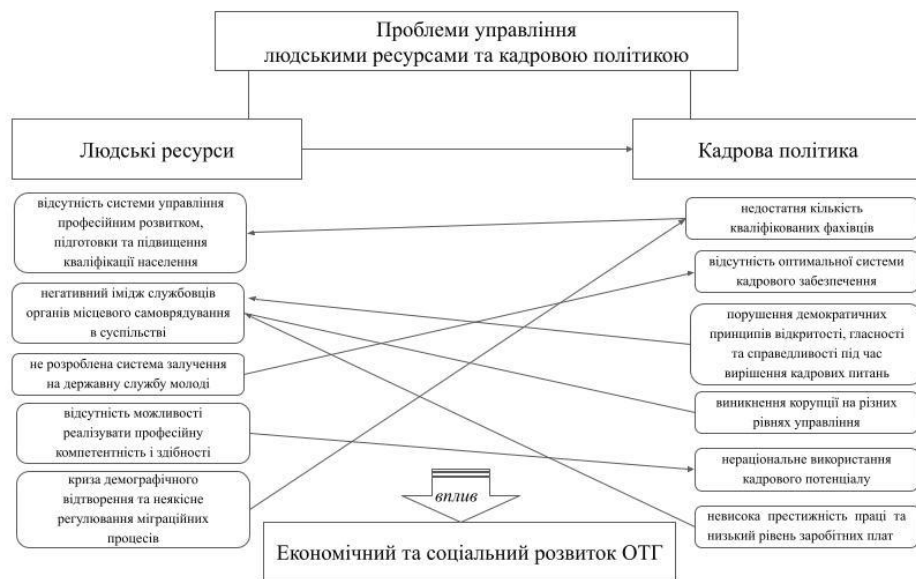 Проблеми управління
людськими ресурсами та кадровою політикою
Людські ресурси
Кадрова політика
відсутність системи управління
професійним розвитком,
підготовки та підвищення
кваліфікації населення
негативний імідж службовців
органів місцевого самоврядування
в суспільстві
не розроблена система залучення
на державну службу молоді
відсутність можливості
реалізувати професійну
компетентність і здібності
криза демографічного
відтворення та неякісне
регулювання міграційних
процесів
недостатня кількість
кваліфікованих фахівців
відсутність оптимальної системи
кадрового забезпечення
порушення демократичних
принципів відкритості, гласності
та справедливості під час
вирішення кадрових питань
виникнення корупції на різних
рівнях управління
нераціональне використання
кадрового потенціалу
невисока престижність праці та
низький рівень заробітних плат
вплив
Економічний та соціальний розвиток ОТГ